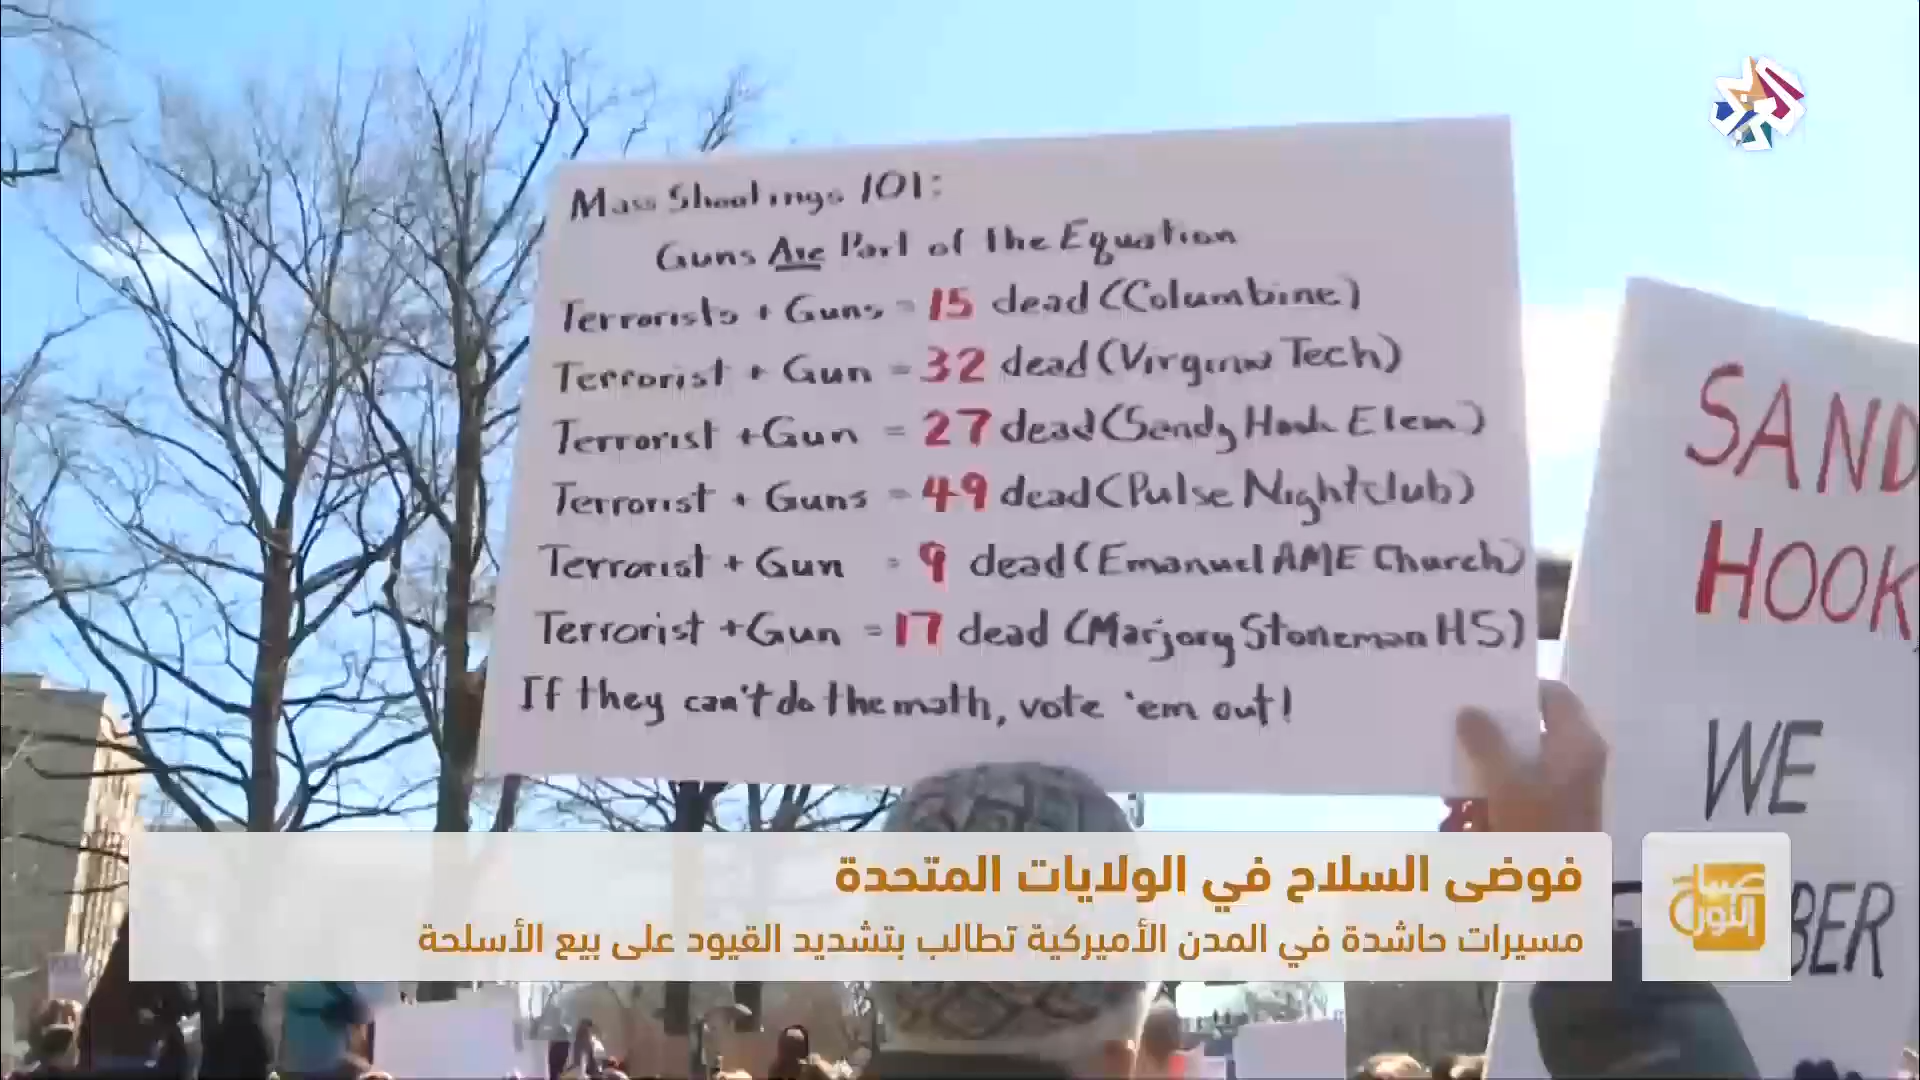 Mass Shootings 101:
Guns Are Part of the Equation
Terrorists + Guns = 15 dead (Columbine)
Terrorist + Gun = 32 dead (Virginia Tech)
Terrorist + Gun = 27 dead (Sandy Hook Elem)
Terrorist + Guns = 49 dead (Pulse Nightclub)
Terrorist + Gun = 9 dead (Emanuel AME Church)
Terrorist + Gun = 17 dead (Marjory Stoneman HS)
If they can't do the math, vote 'em out!
SAND
HOOK,
WE
BER
العربي
فوضى السلاح في الولايات المتحدة
مسيرات حاشدة في المدن الأميركية تطالب بتشديد القيود على بيع الأسلحة
صباح
النور